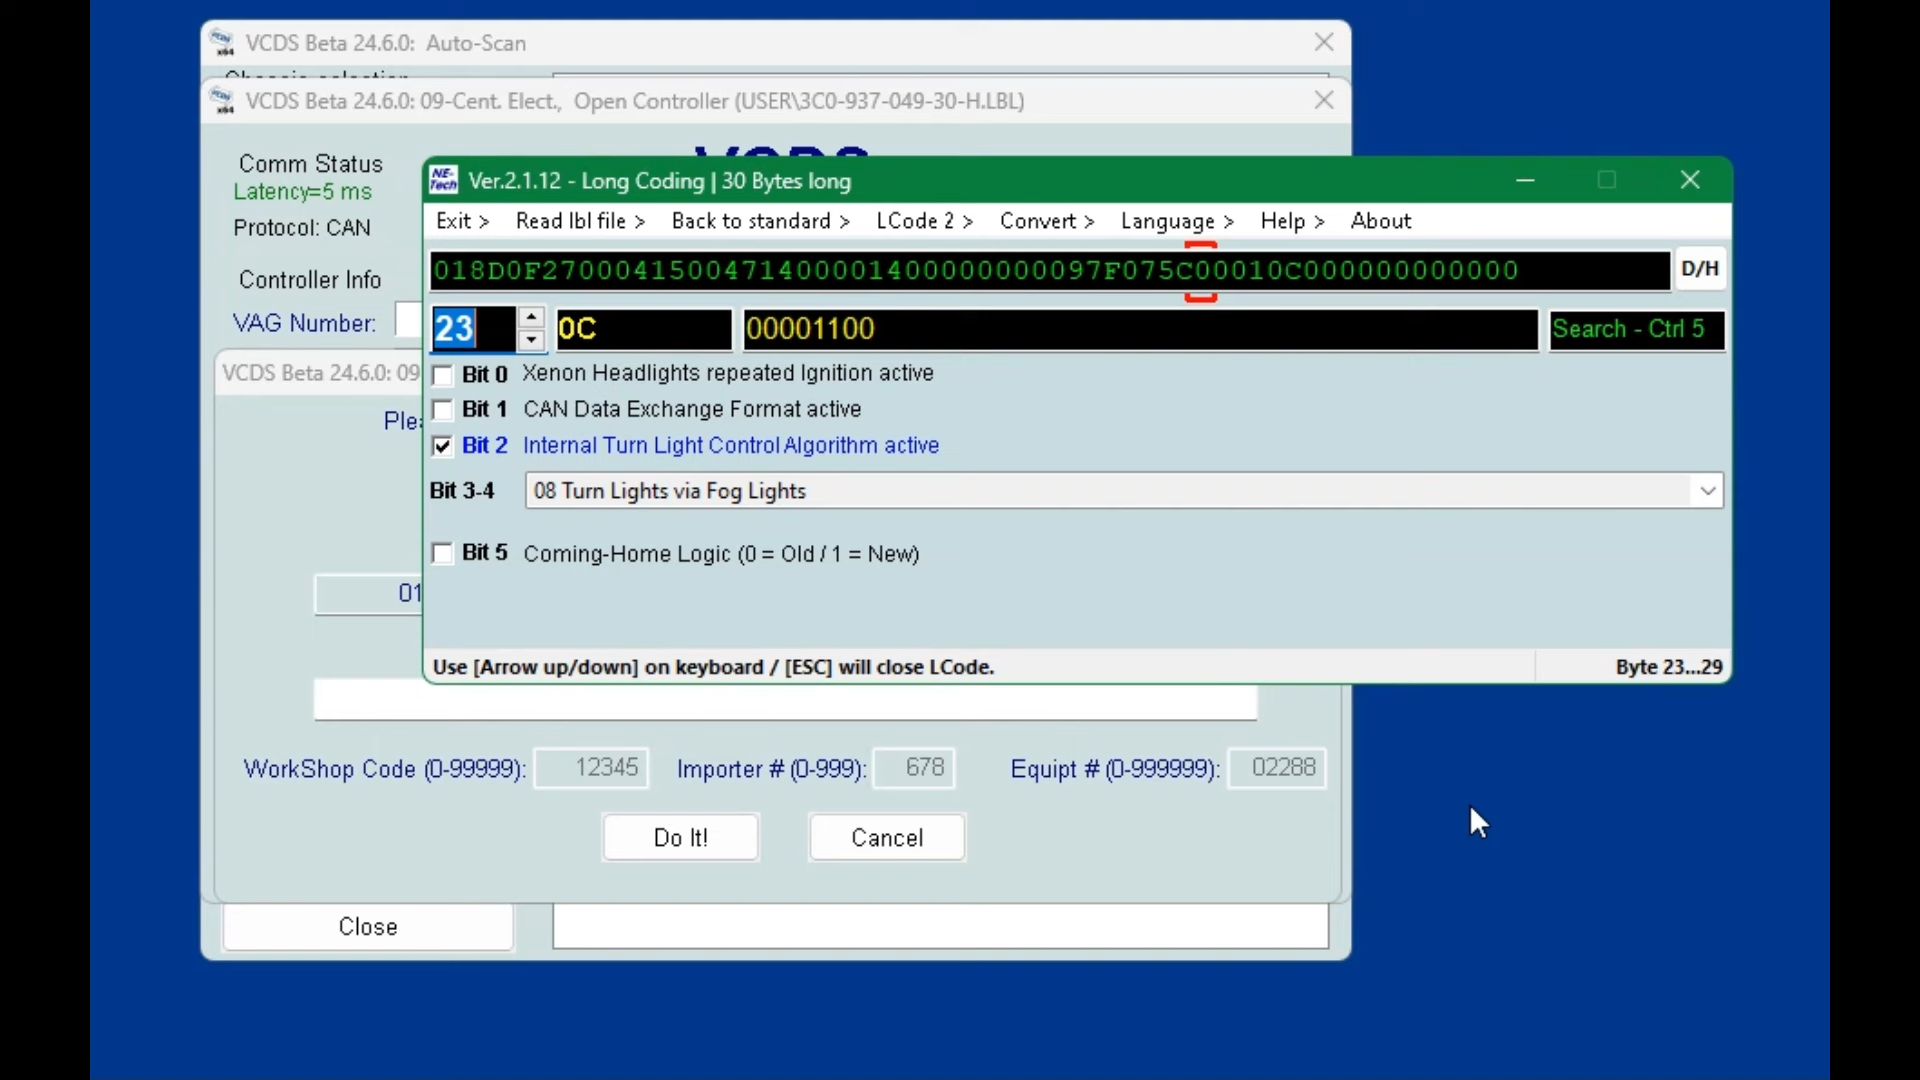 VCDS Beta 24.6.0: Auto-Scan
VCDS Beta 24.6.0: 09-Cent. Elect., Open Controller (USER\3C0-937-049-30-H.LBL)
Comm Status
Latency=5 ms
Protocol: CAN
Controller Info
VAG Number:
NE-Tech Ver.2.1.12 - Long Coding | 30 Bytes long
Exit > Read lbl file > Back to standard > LCode 2 > Convert > Language > Help > About
018D0F2700041500471400001400000000097F075C00010C000000000000 D/H
23 0C 00001100 Search - Ctrl 5
Bit 0 Xenon Headlights repeated Ignition active
Bit 1 CAN Data Exchange Format active
Bit 2 Internal Turn Light Control Algorithm active
Bit 3-4 08 Turn Lights via Fog Lights
Bit 5 Coming-Home Logic (0 = Old / 1 = New)
Use [Arrow up/down] on keyboard / [ESC] will close LCode. Byte 23...29
VCDS Beta 24.6.0: 09
Ple
01
WorkShop Code (0-99999): 12345 Importer # (0-999): 678 Equipt # (0-999999): 02288
Do It! Cancel
Close